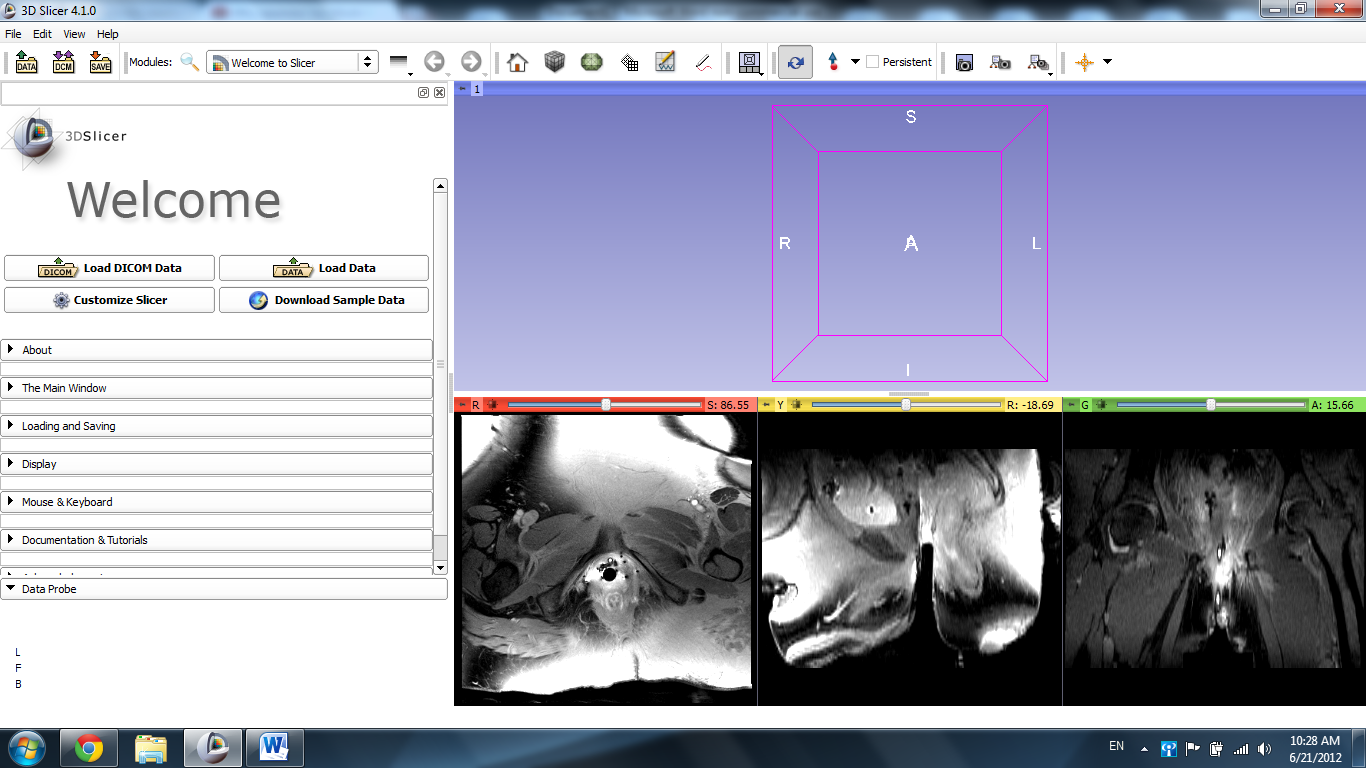 3D Slicer 4.1.0
File Edit View Help
DATA DCM SAVE Modules: Welcome to Slicer Persistent
1
3DSlicer
Welcome
DICOM Load DICOM Data DATA Load Data
Customize Slicer Download Sample Data
About
The Main Window
Loading and Saving
Display
Mouse & Keyboard
Documentation & Tutorials
Data Probe
L
F
B
S
R A L
I
R S: 86.55
Y R: -18.69
G A: 15.66
EN 10:28 AM
6/21/2012